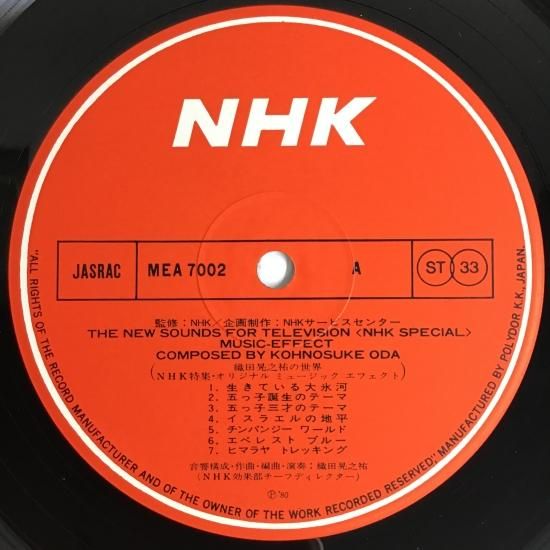 NHK
JASRAC MEA 7002 A ST 33
監修:NHK/企画制作:NHKサービスセンター
THE NEW SOUNDS FOR TELEVISION <NHK SPECIAL>
MUSIC-EFFECT
COMPOSED BY KOHNOSUKE ODA
織田晃之祐の世界
(NHK特集・オリジナル ミュージック エフェクト)
1. 生きている大氷河
2. 五っ子誕生のテーマ
3. 五っ子三才のテーマ
4. イスラエルの地平
5. チンパンジー ワールド
6. エベレスト ブルー
7. ヒマラヤ トレッキング
音響構成・作曲・編曲・演奏:織田晃之祐
(NHK効果部チーフディレクター)
Ⓟ'80
"ALL RIGHTS OF THE RECORD MANUFACTURER AND OF THE OWNER OF THE WORK RECORDED RESERVED" MANUFACTURED BY POLYDOR K.K., JAPAN.